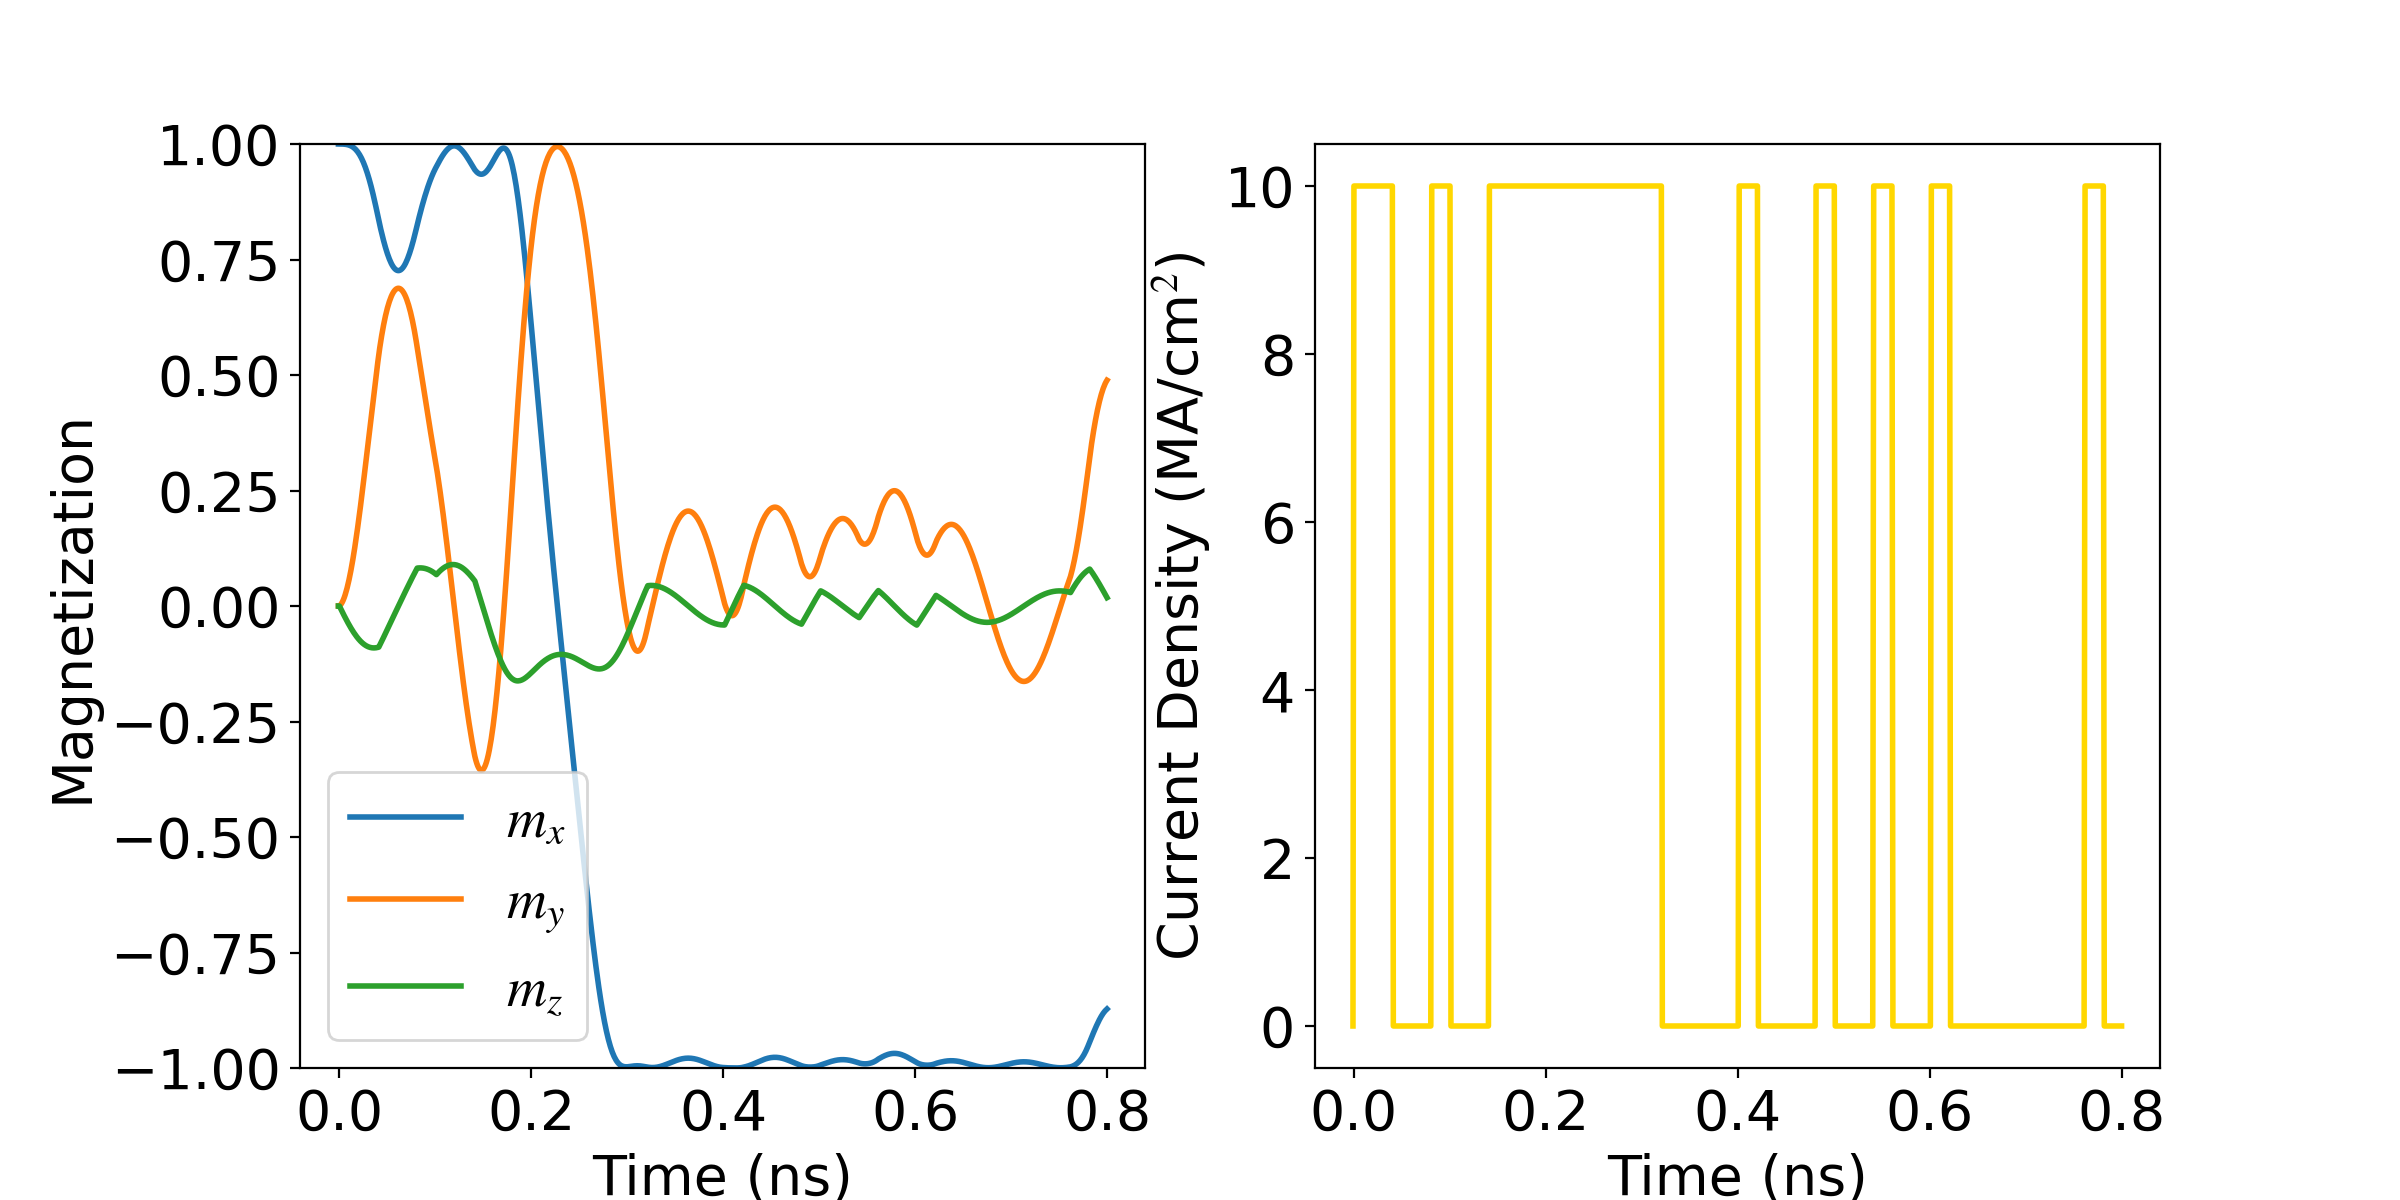 Magnetization
1.00
0.75
0.50
0.25
0.00
−0.25
−0.50
−0.75
−1.00
m_x
m_y
m_z
0.0 0.2 0.4 0.6 0.8
Time (ns)
Current Density (MA/cm²)
10
8
6
4
2
0
0.0 0.2 0.4 0.6 0.8
Time (ns)